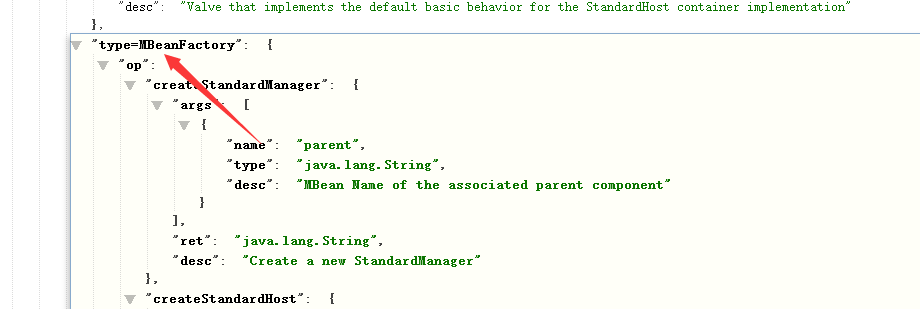 "desc": "Valve that implements the default basic behavior for the StandardHost container implementation"
},
"type=MBeanFactory": {
"op": {
"createStandardManager": {
"args": [
{
"name": "parent",
"type": "java.lang.String",
"desc": "MBean Name of the associated parent component"
}
],
"ret": "java.lang.String",
"desc": "Create a new StandardManager"
},
"createStandardHost": {